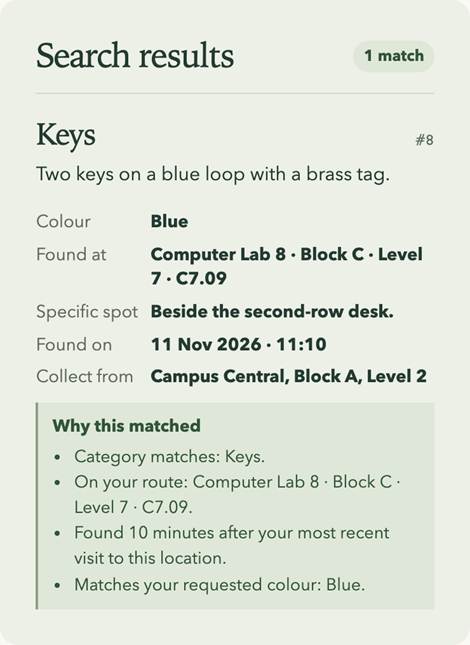 Search results
1 match
Keys
#8
Two keys on a blue loop with a brass tag.
Colour Blue
Found at Computer Lab 8 · Block C · Level
7 · C7.09
Specific spot Beside the second-row desk.
Found on 11 Nov 2026 · 11:10
Collect from Campus Central, Block A, Level 2
Why this matched
• Category matches: Keys.
• On your route: Computer Lab 8 · Block C ·
Level 7 · C7.09.
• Found 10 minutes after your most recent
visit to this location.
• Matches your requested colour: Blue.